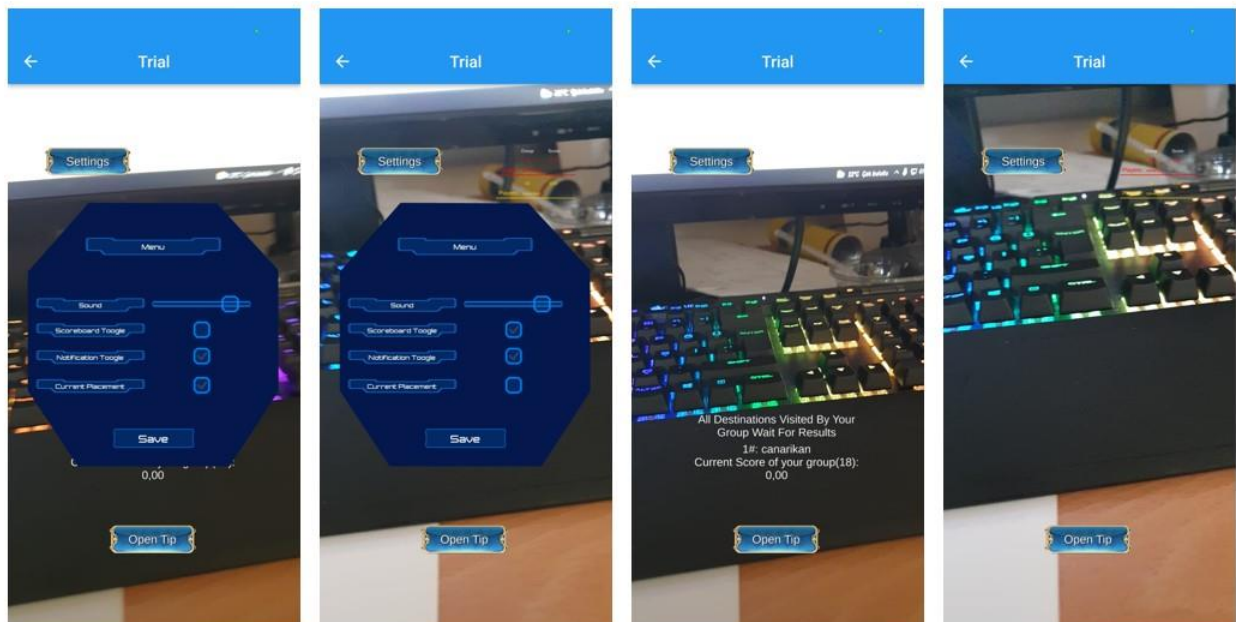 Trial
Settings
Menu
Sound
Scoreboard Toogle
Notification Toogle
Current Placement
Save
0,00
Open Tip
Trial
Settings
Menu
Sound
Scoreboard Toogle
Notification Toogle
Current Placement
Save
Open Tip
Trial
Settings
All Destinations Visited By Your
Group Wait For Results
1#: canarikan
Current Score of your group(18):
0,00
Open Tip
Trial
Settings
Open Tip